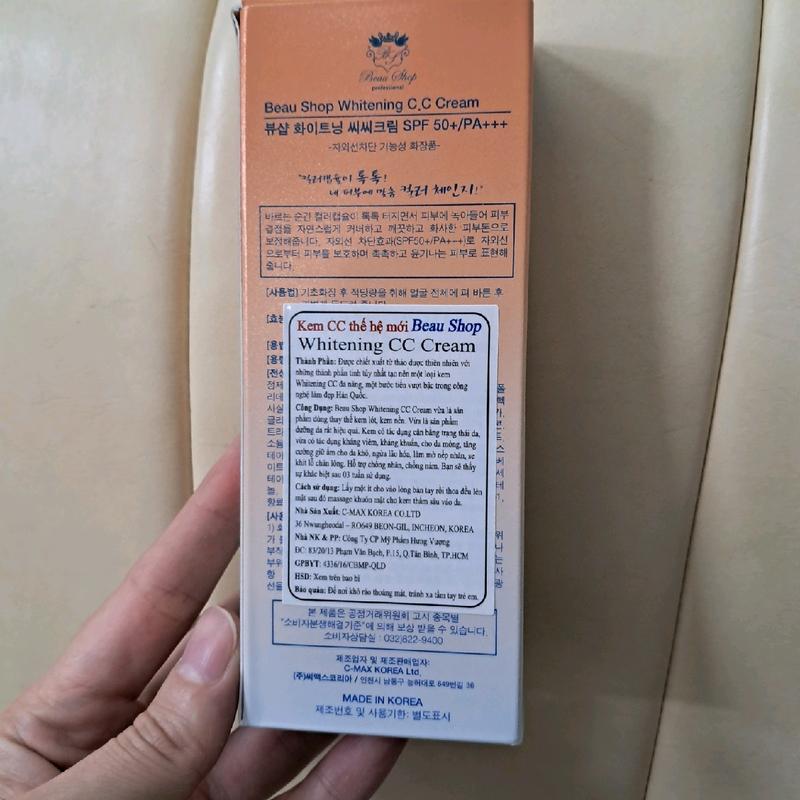 Beau Shop
professional
Beau Shop Whitening C.C Cream
뷰샵 화이트닝 씨씨크림 SPF 50+/PA+++
-자외선차단 기능성 화장품-
"컬러캡슐이 톡톡!
내 피부에 맞춤 컬러 체인지!"
바르는 순간 컬러캡슐이 톡톡 터지면서 피부에 녹아들어 피부
결점을 자연스럽게 커버하고 깨끗하고 화사한 피부톤으로
보정해줍니다. 자외선 차단효과(SPF50+/PA+++)로 자외선
으로부터 피부를 보호하며 촉촉하고 윤기나는 피부로 표현해
줍니다.
[사용법] 기초화장 후 적당량을 취해 얼굴 전체에 펴 바른 후
Kem CC thế hệ mới Beau Shop
Whitening CC Cream
Thành Phần: Được chiết xuất từ thảo dược thiên nhiên với
những thành phần tinh túy nhất tạo nên một loại kem
Whitening CC đa năng, một bước tiến vượt bậc trong công
nghệ làm đẹp Hàn Quốc.
Công Dụng: Beau Shop Whitening CC Cream vừa là sản
phẩm dùng thay thế kem lót, kem nền. Vừa là sản phẩm
dưỡng da rất hiệu quả. Kem có tác dụng cân bằng trạng thái da,
vừa có tác dụng kháng viêm, kháng khuẩn, cho da mỏng, tăng
cường giữ ẩm cho da khô, ngừa lão hóa, làm mờ nếp nhăn, se
khít lỗ chân lông. Hỗ trợ chống nhăn, chống nám. Bạn sẽ thấy
sự khác biệt sau 03 tuần sử dụng.
Cách sử dụng: Lấy một ít cho vào lòng bàn tay rồi thoa đều lên
mặt sau đó massage khuôn mặt cho kem thấm sâu vào da.
Nhà Sản Xuất: C-MAX KOREA CO.LTD
36 Nwungheodal – RO649 BEON-GIL, INCHEON, KOREA
Nhà NK & PP: Công Ty CP Mỹ Phẩm Hưng Vượng
ĐC: 83/20/13 Phạm Văn Bạch, F.15, Q.Tân Bình, TP.HCM
GPBYT: 4336/16/CBMP-QLD
HSD: Xem trên bao bì
Bảo quản: Để nơi khô ráo thoáng mát, tránh xa tầm tay trẻ em.
본 제품은 공정거래위원회 고시 품목별
"소비자분쟁해결기준"에 의해 보상 받을 수 있습니다.
소비자상담실 : 032)822-9400
제조업자 및 제조판매업자:
C-MAX KOREA Ltd.
(주)씨맥스코리아 / 인천시 남동구 능허대로 649번길 36
MADE IN KOREA
제조번호 및 사용기한: 별도표시